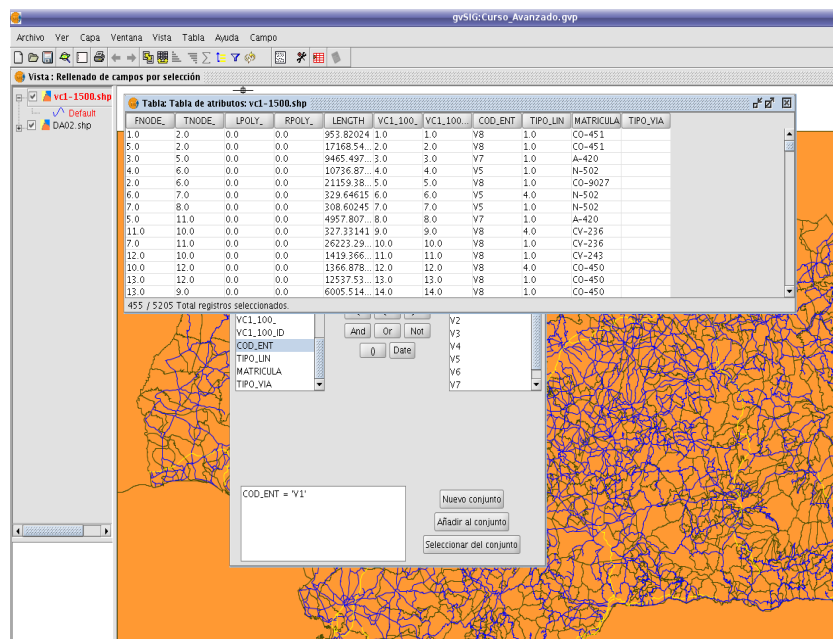 gvSIG:Curso_Avanzado.gvp
Archivo Ver Capa Ventana Vista Tabla Ayuda Campo
Vista : Rellenado de campos por selección
vc1-1500.shp
Default
DA02.shp
Tabla: Tabla de atributos: vc1-1500.shp
FNODE_ TNODE_ LPOLY_ RPOLY_ LENGTH VC1_100_ VC1_100... COD_ENT TIPO_LIN MATRICULA TIPO_VIA
1.0 2.0 0.0 0.0 953.82024 1.0 1.0 V8 1.0 CO-451
5.0 2.0 0.0 0.0 17168.54... 2.0 2.0 V8 1.0 CO-451
3.0 5.0 0.0 0.0 9465.497... 3.0 3.0 V7 1.0 A-420
4.0 6.0 0.0 0.0 10736.87... 4.0 4.0 V5 1.0 N-502
2.0 6.0 0.0 0.0 21159.38... 5.0 5.0 V8 1.0 CO-9027
6.0 7.0 0.0 0.0 329.64615 6.0 6.0 V5 4.0 N-502
7.0 8.0 0.0 0.0 308.60245 7.0 7.0 V5 1.0 N-502
5.0 11.0 0.0 0.0 4957.807... 8.0 8.0 V7 1.0 A-420
11.0 10.0 0.0 0.0 327.33141 9.0 9.0 V8 4.0 CV-236
7.0 11.0 0.0 0.0 26223.29... 10.0 10.0 V8 1.0 CV-236
12.0 10.0 0.0 0.0 1419.366... 11.0 11.0 V8 1.0 CV-243
10.0 12.0 0.0 0.0 1366.878... 12.0 12.0 V8 4.0 CO-450
13.0 12.0 0.0 0.0 12537.53... 13.0 13.0 V8 1.0 CO-450
13.0 9.0 0.0 0.0 6005.514... 14.0 14.0 V8 1.0 CO-450
455 / 5205 Total registros seleccionados.
VC1_100_
VC1_100_ID
COD_ENT
TIPO_LIN
MATRICULA
TIPO_VIA
And Or Not
() Date
V2
V3
V4
V5
V6
V7
COD_ENT = 'V1'
Nuevo conjunto
Añadir al conjunto
Seleccionar del conjunto